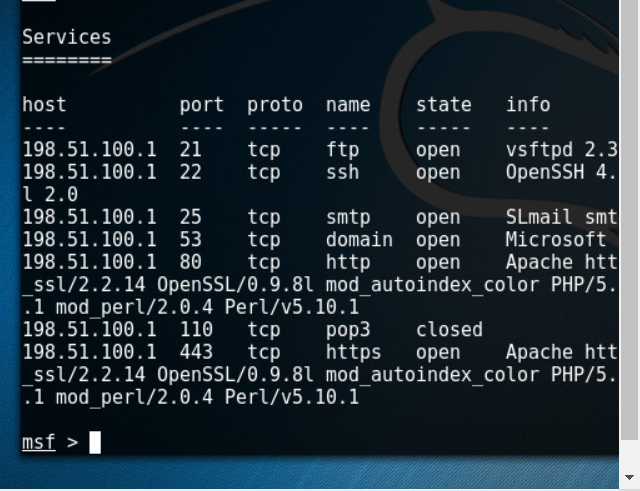 Services
========
host port proto name state info
---- ---- ----- ---- ----- ----
198.51.100.1 21 tcp ftp open vsftpd 2.3
198.51.100.1 22 tcp ssh open OpenSSH 4.
l 2.0
198.51.100.1 25 tcp smtp open SLmail smt
198.51.100.1 53 tcp domain open Microsoft
198.51.100.1 80 tcp http open Apache htt
_ssl/2.2.14 OpenSSL/0.9.8l mod_autoindex_color PHP/5.
.1 mod_perl/2.0.4 Perl/v5.10.1
198.51.100.1 110 tcp pop3 closed
198.51.100.1 443 tcp https open Apache htt
_ssl/2.2.14 OpenSSL/0.9.8l mod_autoindex_color PHP/5.
.1 mod_perl/2.0.4 Perl/v5.10.1
msf >